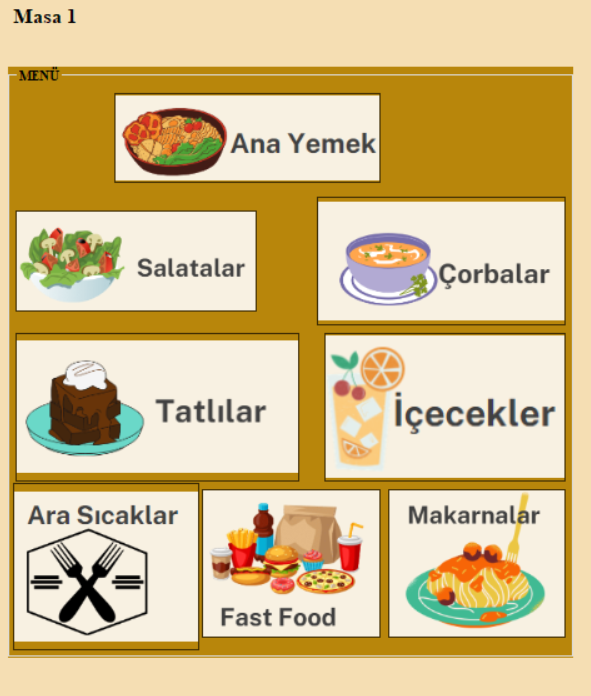 Masa 1
MENÜ
Ana Yemek
Salatalar
Çorbalar
Tatlılar
İçecekler
Ara Sıcaklar
Fast Food
Makarnalar